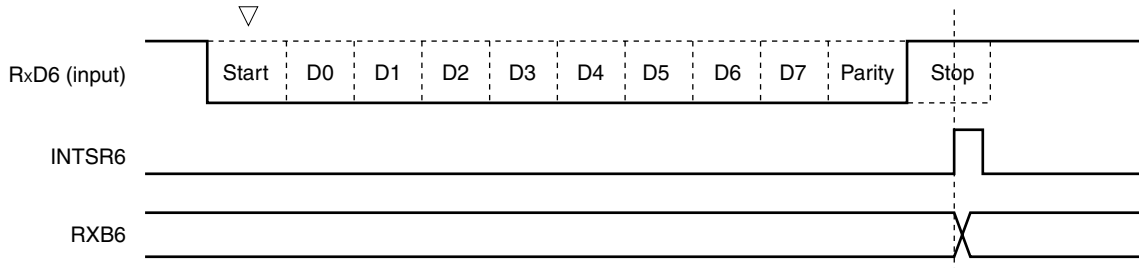 RxD6 (input) Start D0 D1 D2 D3 D4 D5 D6 D7 Parity Stop
INTSR6
RXB6